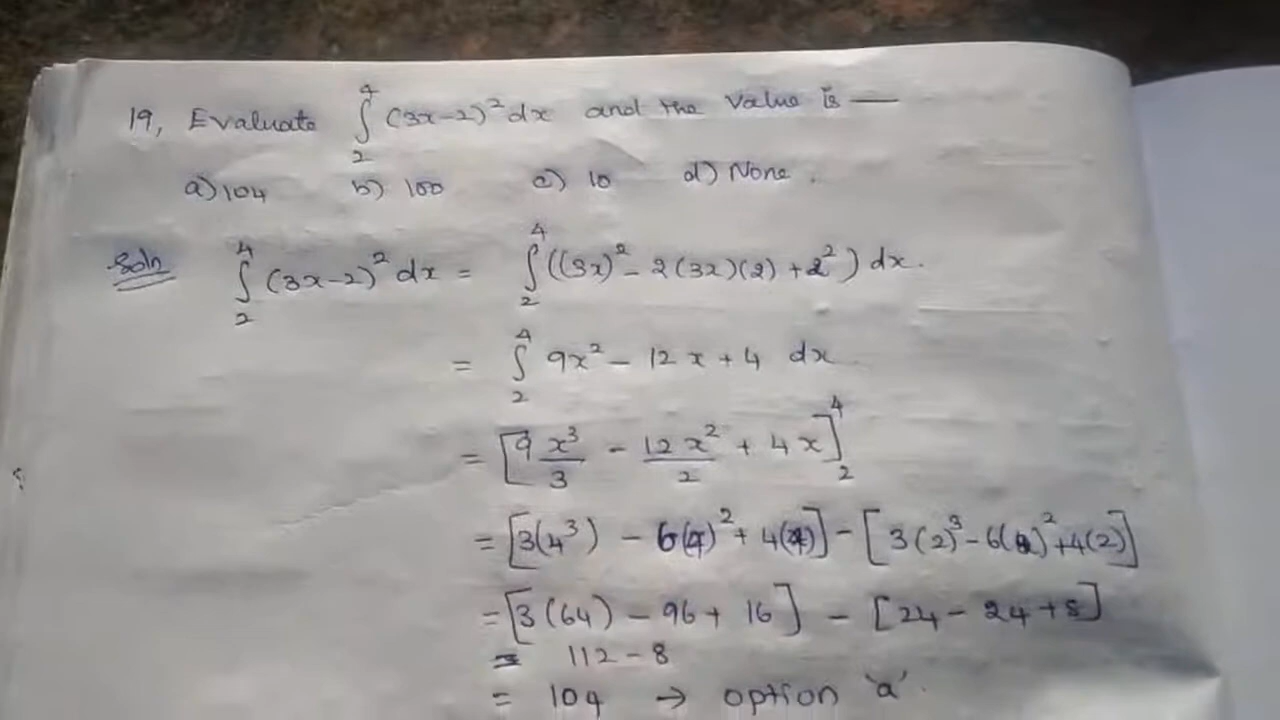 19, Evaluate ∫₂⁴ (3x-2)² dx and the value is —
a) 104 b) 100 c) 10 d) None.
Soln ∫₂⁴ (3x-2)² dx = ∫₂⁴ ((3x)² - 2(3x)(2) + 2²) dx.
= ∫₂⁴ 9x² - 12x + 4 dx
= [9 x³/3 - 12x²/2 + 4x]₂⁴
= [3(4³) - 6(4)² + 4(4)] - [3(2)³ - 6(2)² + 4(2)]
= [3(64) - 96 + 16] - [24 - 24 + 8]
= 112 - 8
= 104 → option 'a'.